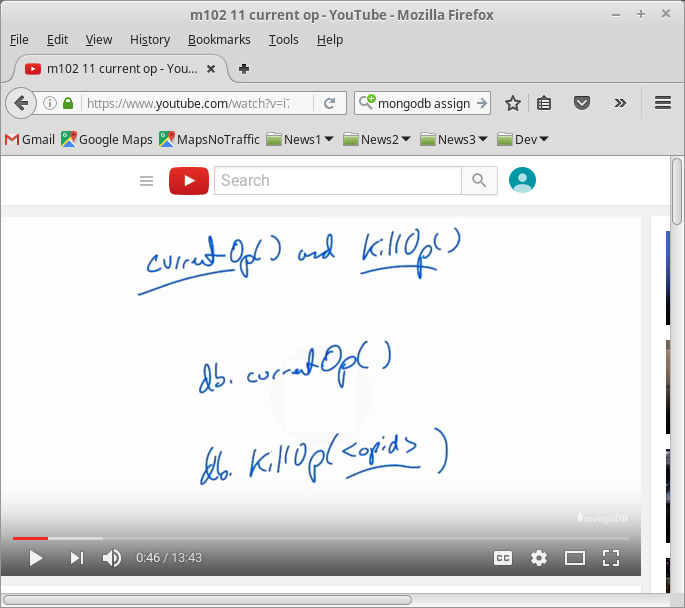 m102 11 current op - YouTube - Mozilla Firefox
File Edit View History Bookmarks Tools Help
m102 11 current op - You...
https://www.youtube.com/watch?v=i7 mongodb assign
Gmail Google Maps MapsNoTraffic News1 News2 News3 Dev
Search
currentOp() and killOp()
db. currentOp()
db. killOp(<opid>)
mongoDB
0:46 / 13:43 CC